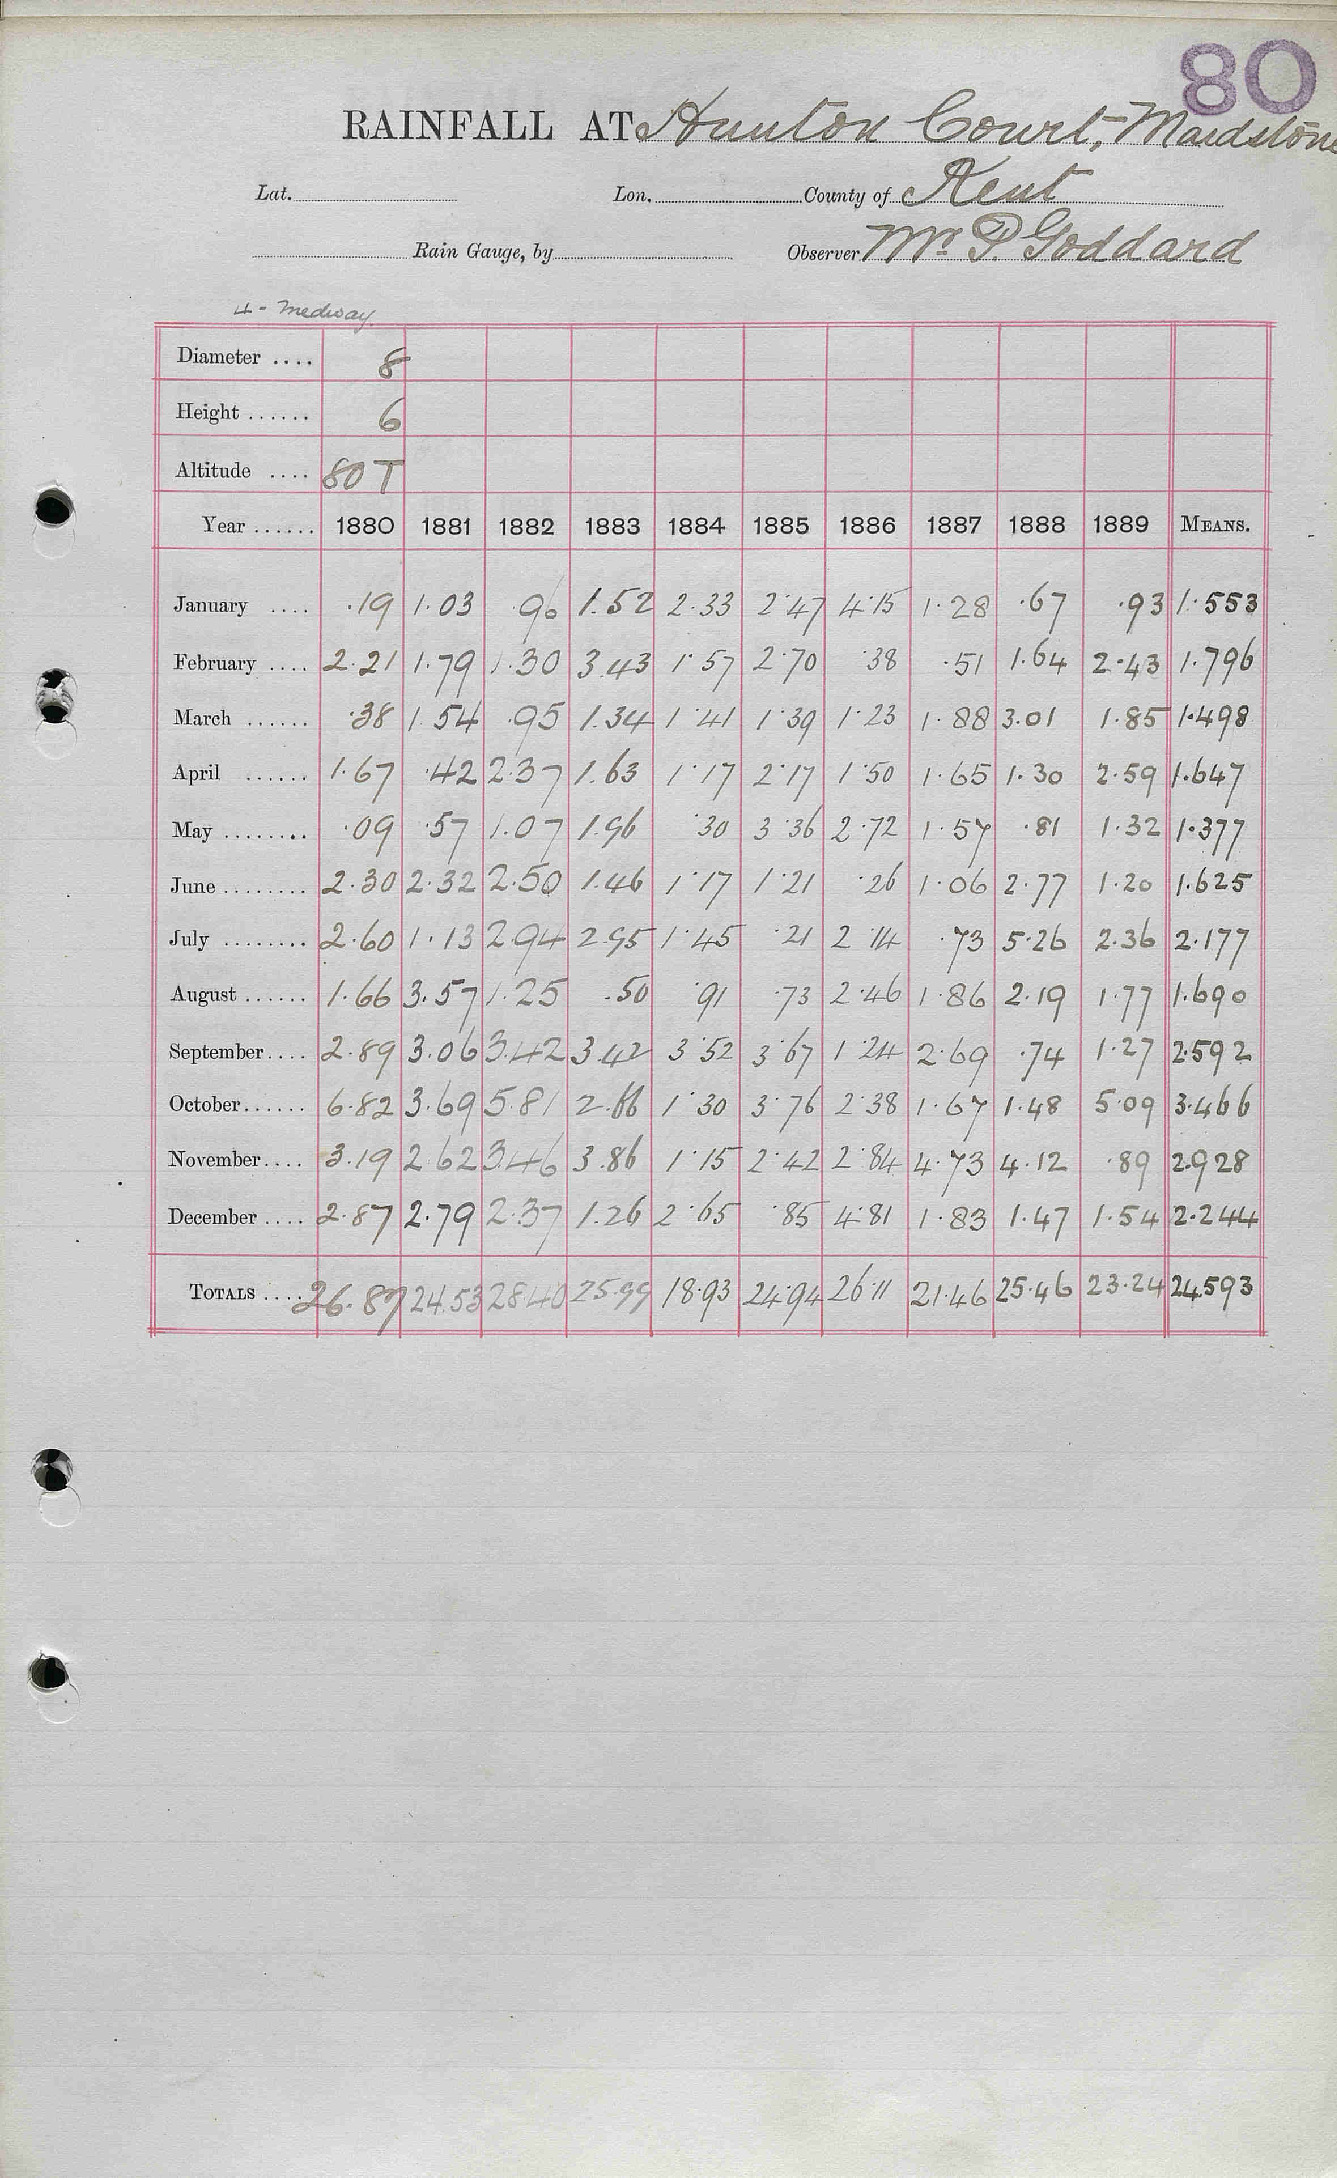 80
RAINFALL AT Hunton Court, Maidstone
Lat. Lon. County of Kent
Rain Gauge, by Observer Mr. P. Goddard
4 - Medway
Diameter .... 8
Height ...... 6
Altitude .... 80 T
Year ...... 1880 1881 1882 1883 1884 1885 1886 1887 1888 1889 MEANS.
January .... .19 1.03 .96 1.52 2.33 2.47 4.15 1.28 .67 .93 1.553
February .... 2.21 1.79 1.30 3.43 1.57 2.70 .38 .51 1.64 2.43 1.796
March ...... .38 1.54 .95 1.34 1.41 1.39 1.23 1.88 3.01 1.85 1.498
April ...... 1.67 .42 2.37 1.63 1.17 2.17 1.50 1.65 1.30 2.59 1.647
May ........ .09 .57 1.07 1.96 .30 3.36 2.72 1.57 .81 1.32 1.377
June ........ 2.30 2.32 2.50 1.46 1.17 1.21 .26 1.06 2.77 1.20 1.625
July ........ 2.60 1.13 2.94 2.95 1.45 .21 2.14 .73 5.26 2.36 2.177
August ...... 1.66 3.57 1.25 .50 .91 .73 2.46 1.86 2.19 1.77 1.690
September.... 2.89 3.06 3.42 3.42 3.52 3.67 1.24 2.69 .74 1.27 2.592
October...... 6.82 3.69 5.81 2.66 1.30 3.76 2.38 1.67 1.48 5.09 3.466
November.... 3.19 2.62 3.46 3.86 1.15 2.42 2.84 4.73 4.12 .89 2.928
December .... 2.87 2.79 2.37 1.26 2.65 .85 4.81 1.83 1.47 1.54 2.244
TOTALS .... 26.87 24.53 28.40 25.99 18.93 24.94 26.11 21.46 25.46 23.24 24.593